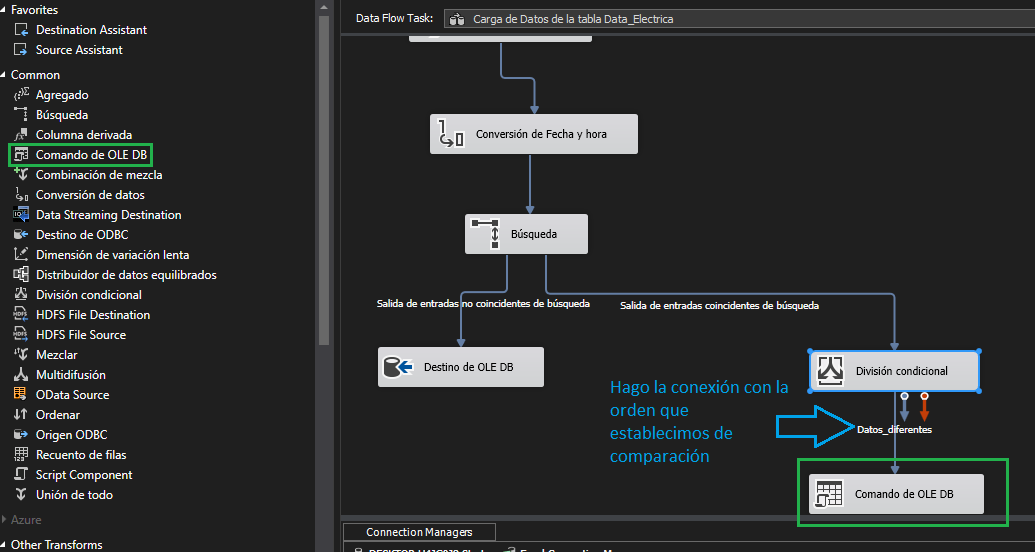 Favorites
Destination Assistant
Source Assistant
Common
Agregado
Búsqueda
Columna derivada
Comando de OLE DB
Combinación de mezcla
Conversión de datos
Data Streaming Destination
Destino de ODBC
Dimensión de variación lenta
Distribuidor de datos equilibrados
División condicional
HDFS File Destination
HDFS File Source
Mezclar
Multidifusión
OData Source
Ordenar
Origen ODBC
Recuento de filas
Script Component
Unión de todo
Azure
Other Transforms
Data Flow Task:
Carga de Datos de la tabla Data_Electrica
Conversión de Fecha y hora
Búsqueda
Salida de entradas no coincidentes de búsqueda
Salida de entradas coincidentes de búsqueda
Destino de OLE DB
División condicional
Hago la conexión con la
orden que
establecimos de
comparación
Datos_diferentes
Comando de OLE DB
Connection Managers